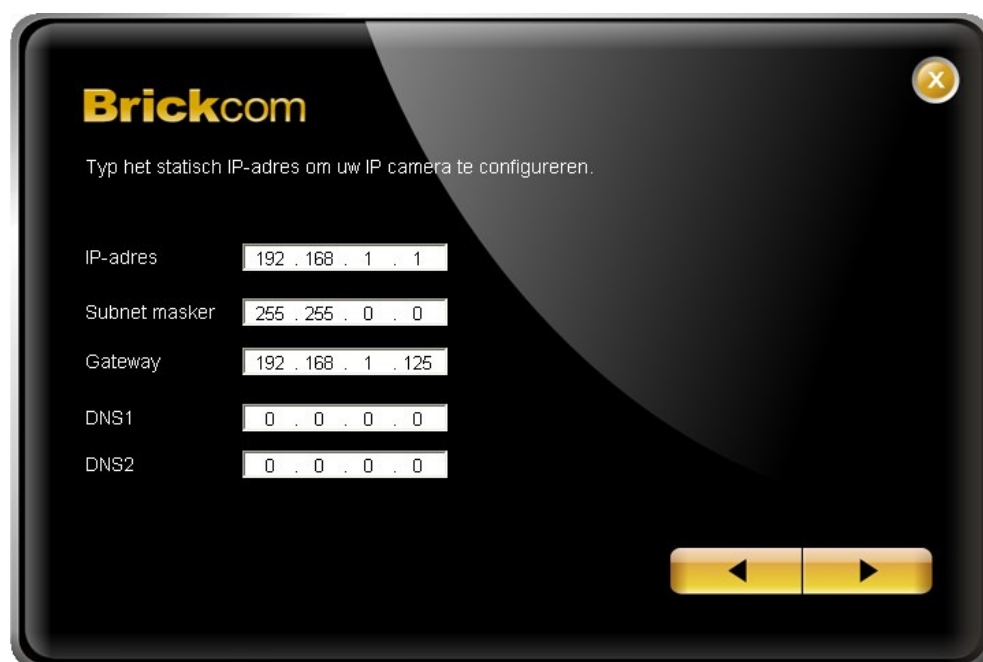 X
Brickcom
Typ het statisch IP-adres om uw IP camera te configureren.
IP-adres 192 . 168 . 1 . 1
Subnet masker 255 . 255 . 0 . 0
Gateway 192 . 168 . 1 . 125
DNS1 0 . 0 . 0 . 0
DNS2 0 . 0 . 0 . 0